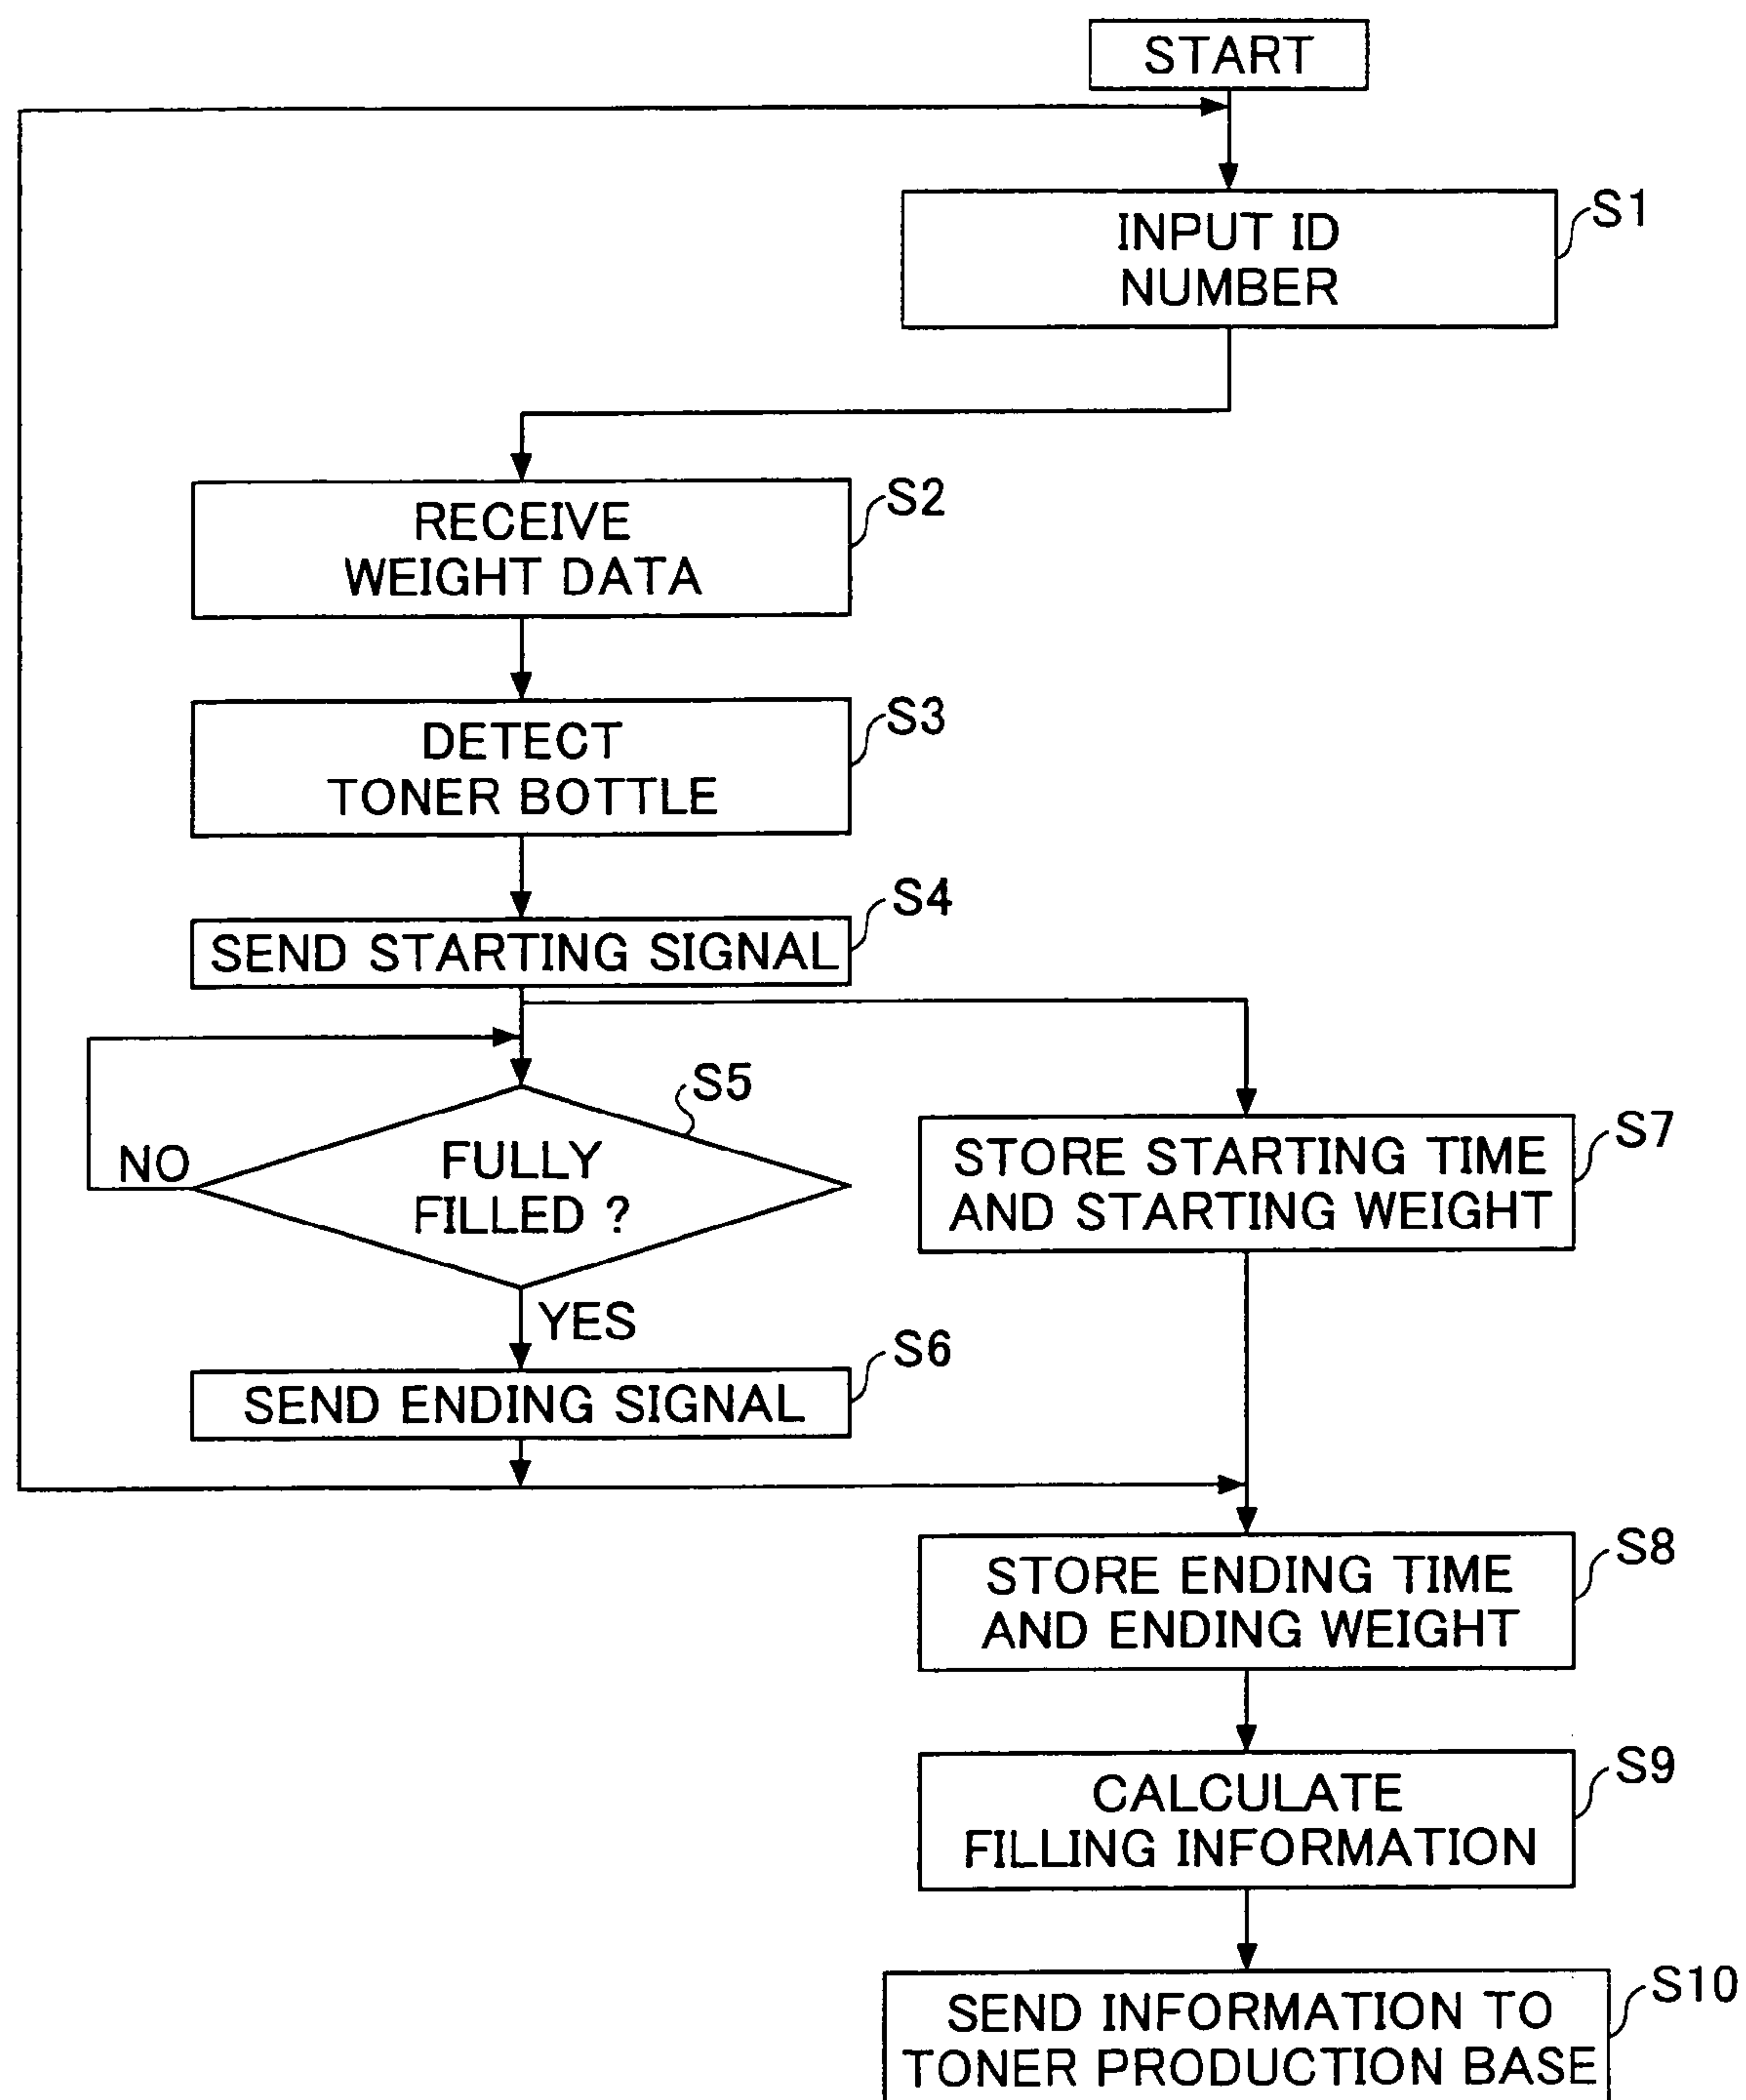 START
INPUT ID
NUMBER
S1
RECEIVE
WEIGHT DATA
S2
DETECT
TONER BOTTLE
S3
SEND STARTING SIGNAL
S4
FULLY
FILLED ?
S5
NO
YES
SEND ENDING SIGNAL
S6
STORE STARTING TIME
AND STARTING WEIGHT
S7
STORE ENDING TIME
AND ENDING WEIGHT
S8
CALCULATE
FILLING INFORMATION
S9
SEND INFORMATION TO
TONER PRODUCTION BASE
S10